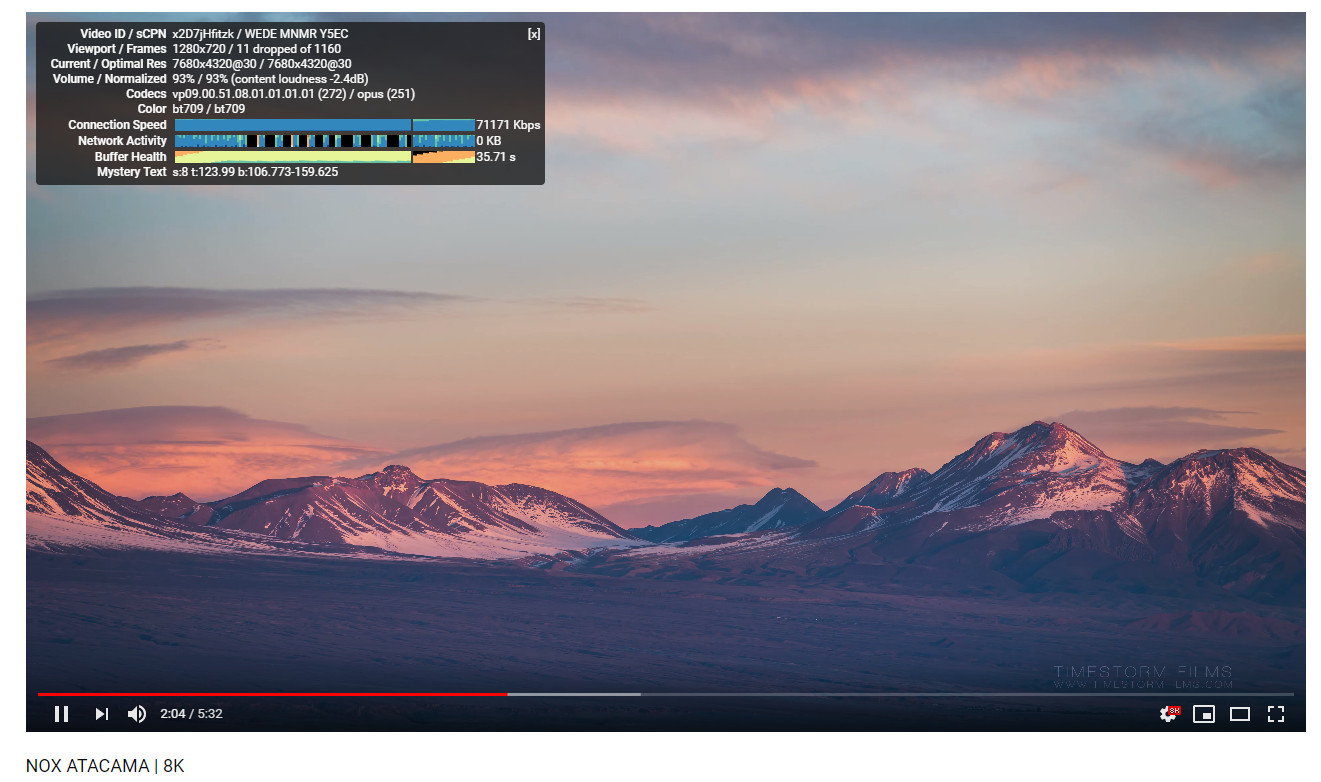 Video ID / sCPN x2D7jHfitzk / WEDE MNMR Y5EC [x]
Viewport / Frames 1280x720 / 11 dropped of 1160
Current / Optimal Res 7680x4320@30 / 7680x4320@30
Volume / Normalized 93% / 93% (content loudness -2.4dB)
Codecs vp09.00.51.08.01.01.01.01 (272) / opus (251)
Color bt709 / bt709
Connection Speed 71171 Kbps
Network Activity 0 KB
Buffer Health 35.71 s
Mystery Text s:8 t:123.99 b:106.773-159.625
TIMESTORM FILMS
WWW.TIMESTORMFILMS.COM
2:04 / 5:32 8K
NOX ATACAMA | 8K